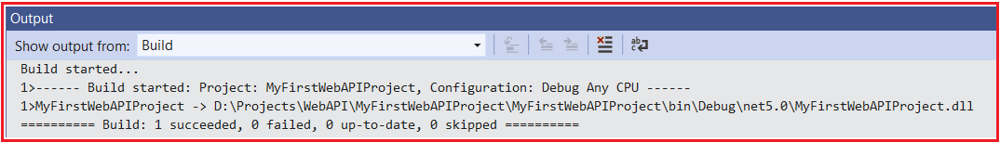 Output
Show output from: Build
Build started...
1>------ Build started: Project: MyFirstWebAPIProject, Configuration: Debug Any CPU ------
1>MyFirstWebAPIProject -> D:\Projects\WebAPI\MyFirstWebAPIProject\MyFirstWebAPIProject\bin\Debug\net5.0\MyFirstWebAPIProject.dll
========== Build: 1 succeeded, 0 failed, 0 up-to-date, 0 skipped ==========